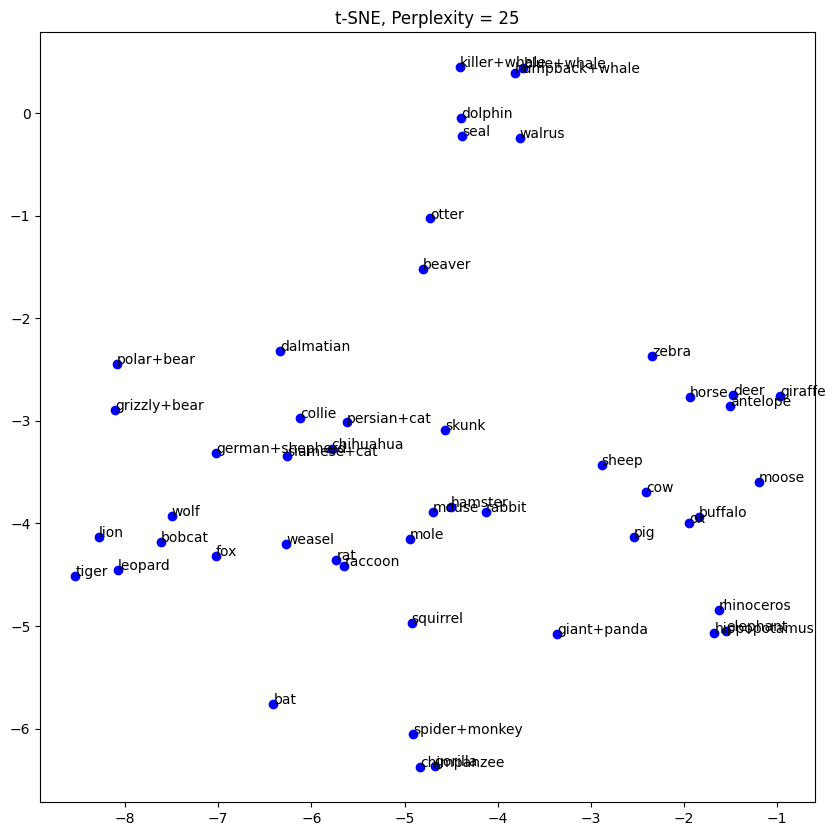 t-SNE, Perplexity = 25
killer+whale
blue+whale
humpback+whale
0
dolphin
seal
walrus
−1
otter
beaver
−2
dalmatian
zebra
polar+bear
horse
deer
giraffe
antelope
grizzly+bear
collie
persian+cat
−3
skunk
german+shepherd
chihuahua
siamese+cat
sheep
moose
cow
hamster
mouse
rabbit
wolf
buffalo
ox
−4
lion
bobcat
weasel
mole
pig
fox
rat
raccoon
leopard
tiger
rhinoceros
squirrel
−5
giant+panda
hippopotamus
elephant
bat
−6
spider+monkey
chimpanzee
gorilla
−8 −7 −6 −5 −4 −3 −2 −1